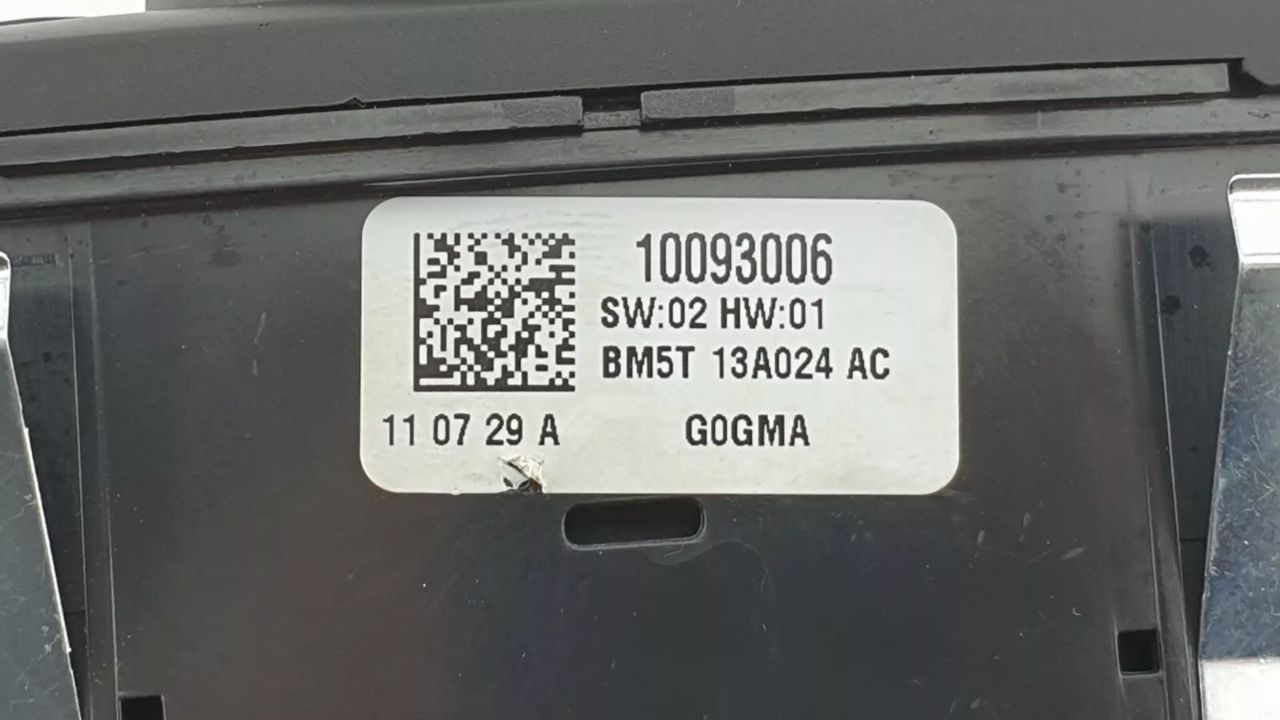 10093006
SW:02 HW:01
BM5T 13A024 AC
11 07 29 A G0GMA